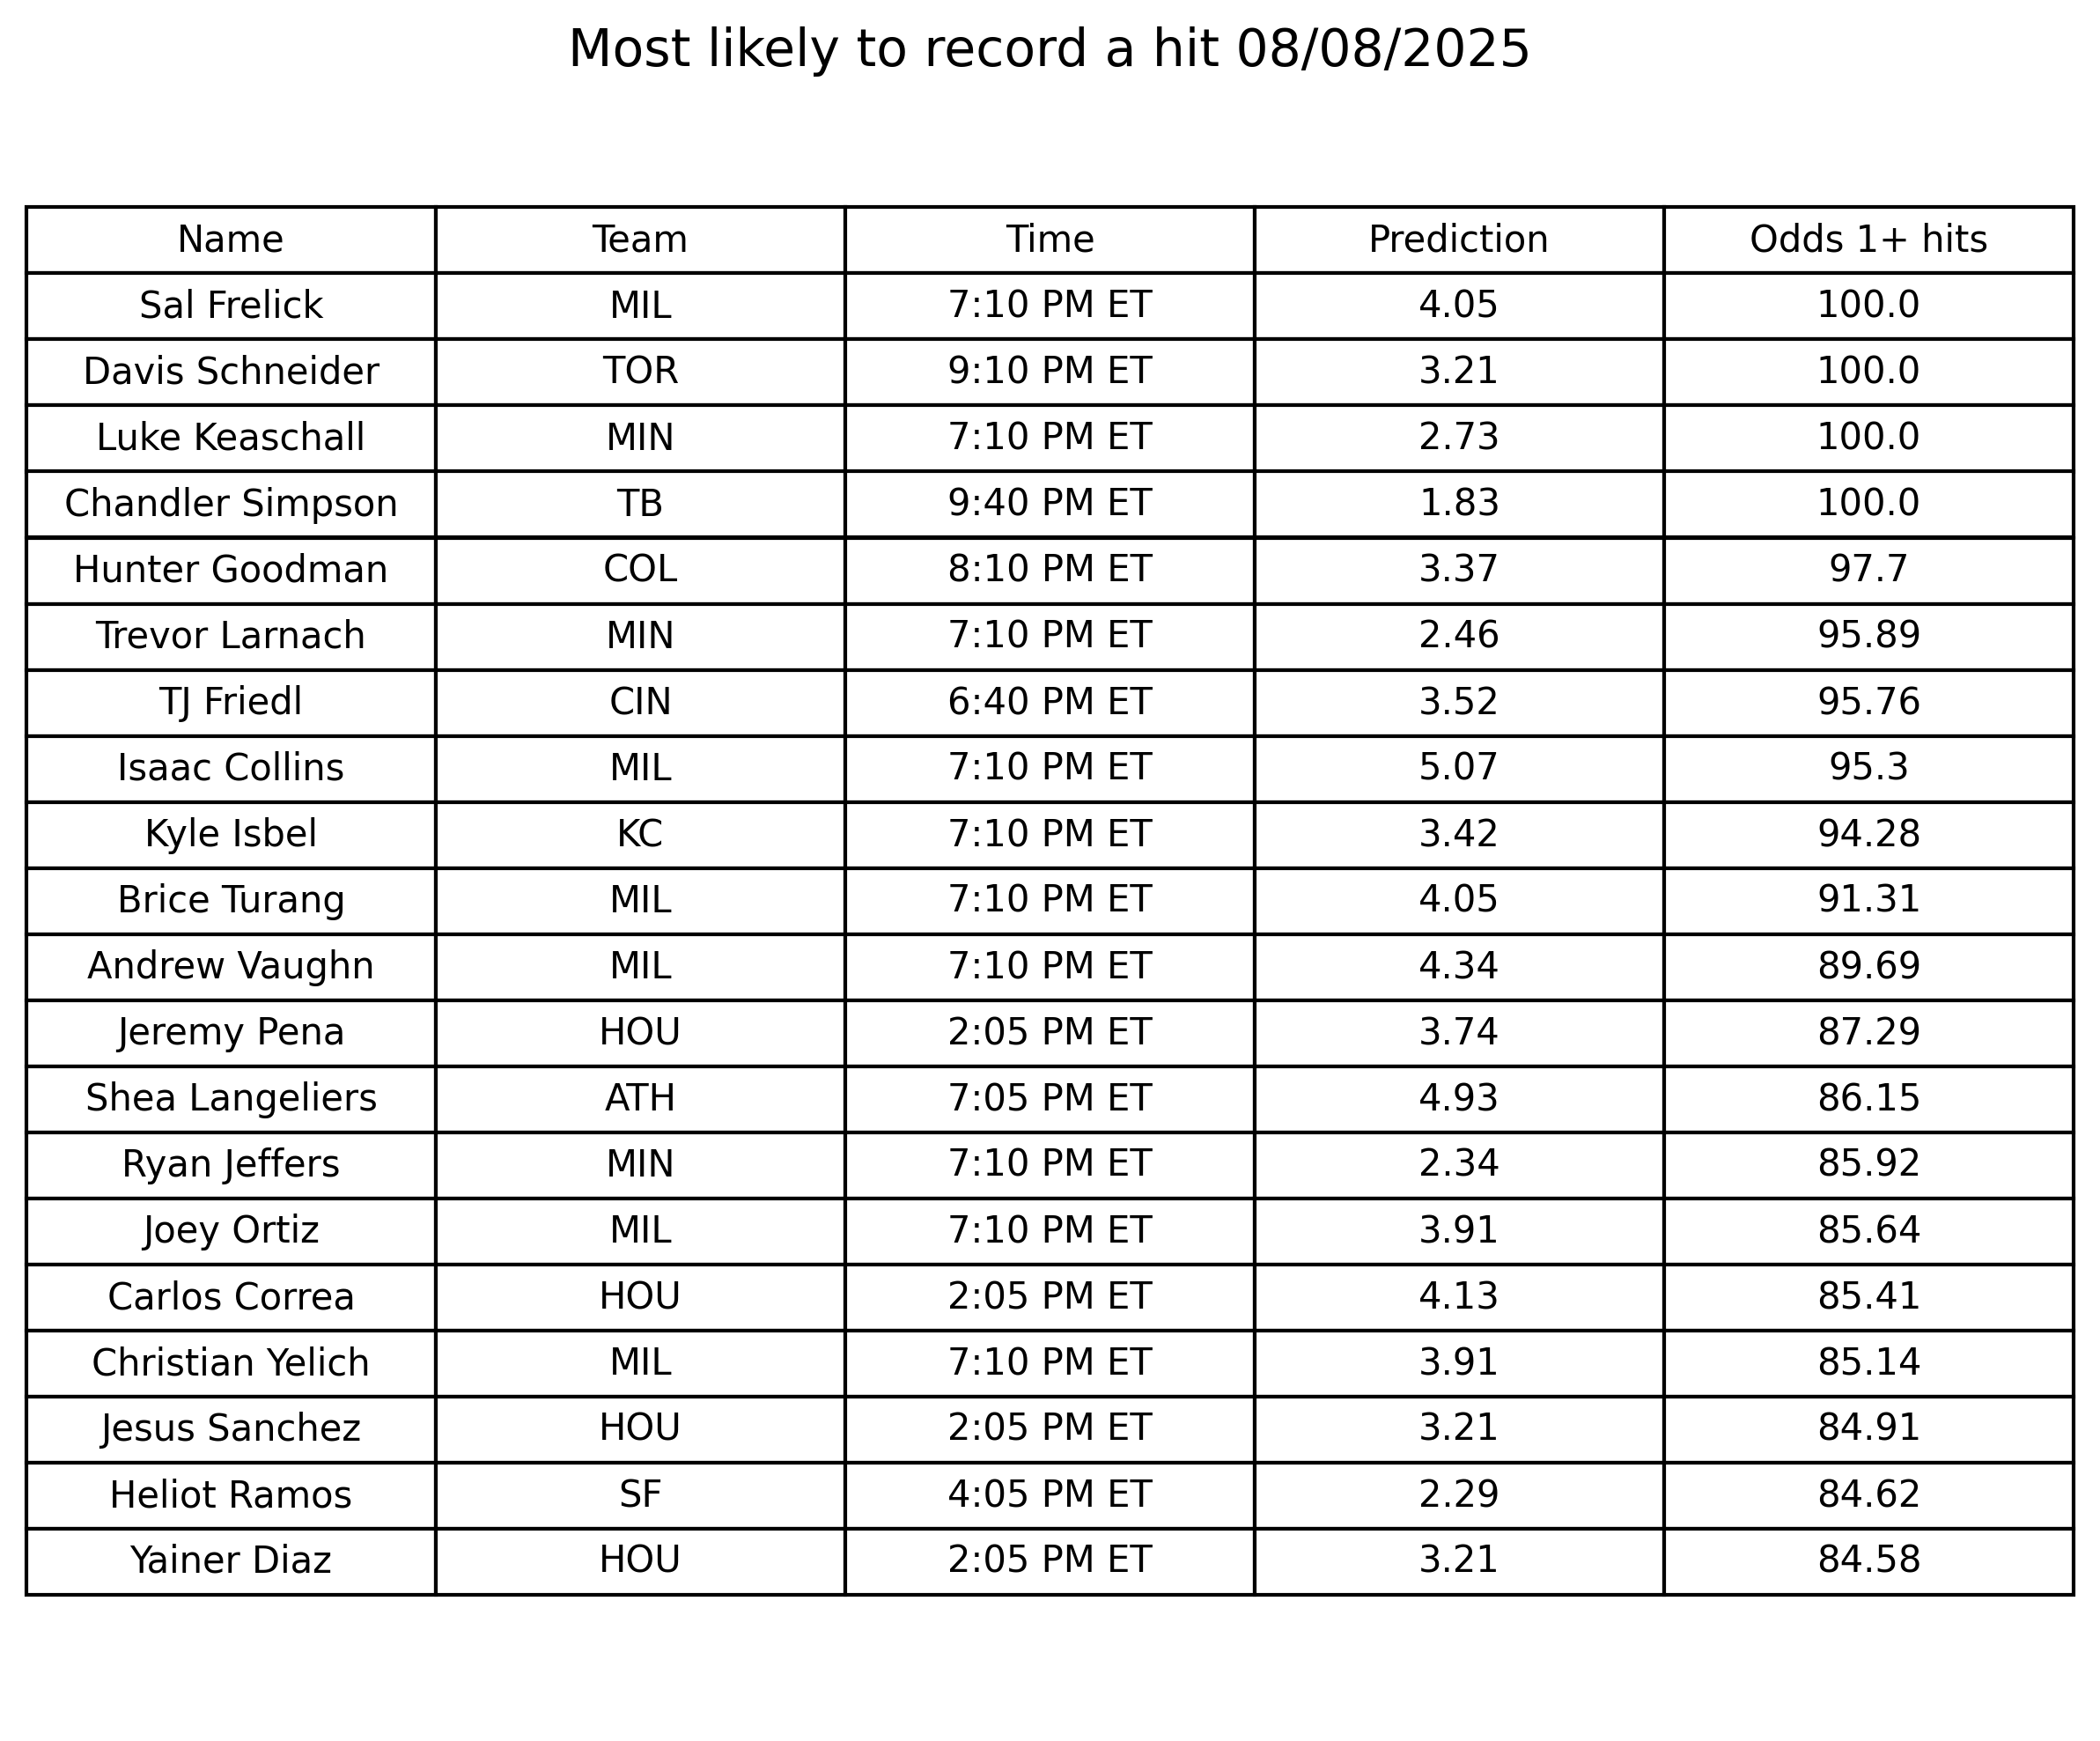 Most likely to record a hit 08/08/2025
Name Team Time Prediction Odds 1+ hits
Sal Frelick MIL 7:10 PM ET 4.05 100.0
Davis Schneider TOR 9:10 PM ET 3.21 100.0
Luke Keaschall MIN 7:10 PM ET 2.73 100.0
Chandler Simpson TB 9:40 PM ET 1.83 100.0
Hunter Goodman COL 8:10 PM ET 3.37 97.7
Trevor Larnach MIN 7:10 PM ET 2.46 95.89
TJ Friedl CIN 6:40 PM ET 3.52 95.76
Isaac Collins MIL 7:10 PM ET 5.07 95.3
Kyle Isbel KC 7:10 PM ET 3.42 94.28
Brice Turang MIL 7:10 PM ET 4.05 91.31
Andrew Vaughn MIL 7:10 PM ET 4.34 89.69
Jeremy Pena HOU 2:05 PM ET 3.74 87.29
Shea Langeliers ATH 7:05 PM ET 4.93 86.15
Ryan Jeffers MIN 7:10 PM ET 2.34 85.92
Joey Ortiz MIL 7:10 PM ET 3.91 85.64
Carlos Correa HOU 2:05 PM ET 4.13 85.41
Christian Yelich MIL 7:10 PM ET 3.91 85.14
Jesus Sanchez HOU 2:05 PM ET 3.21 84.91
Heliot Ramos SF 4:05 PM ET 2.29 84.62
Yainer Diaz HOU 2:05 PM ET 3.21 84.58